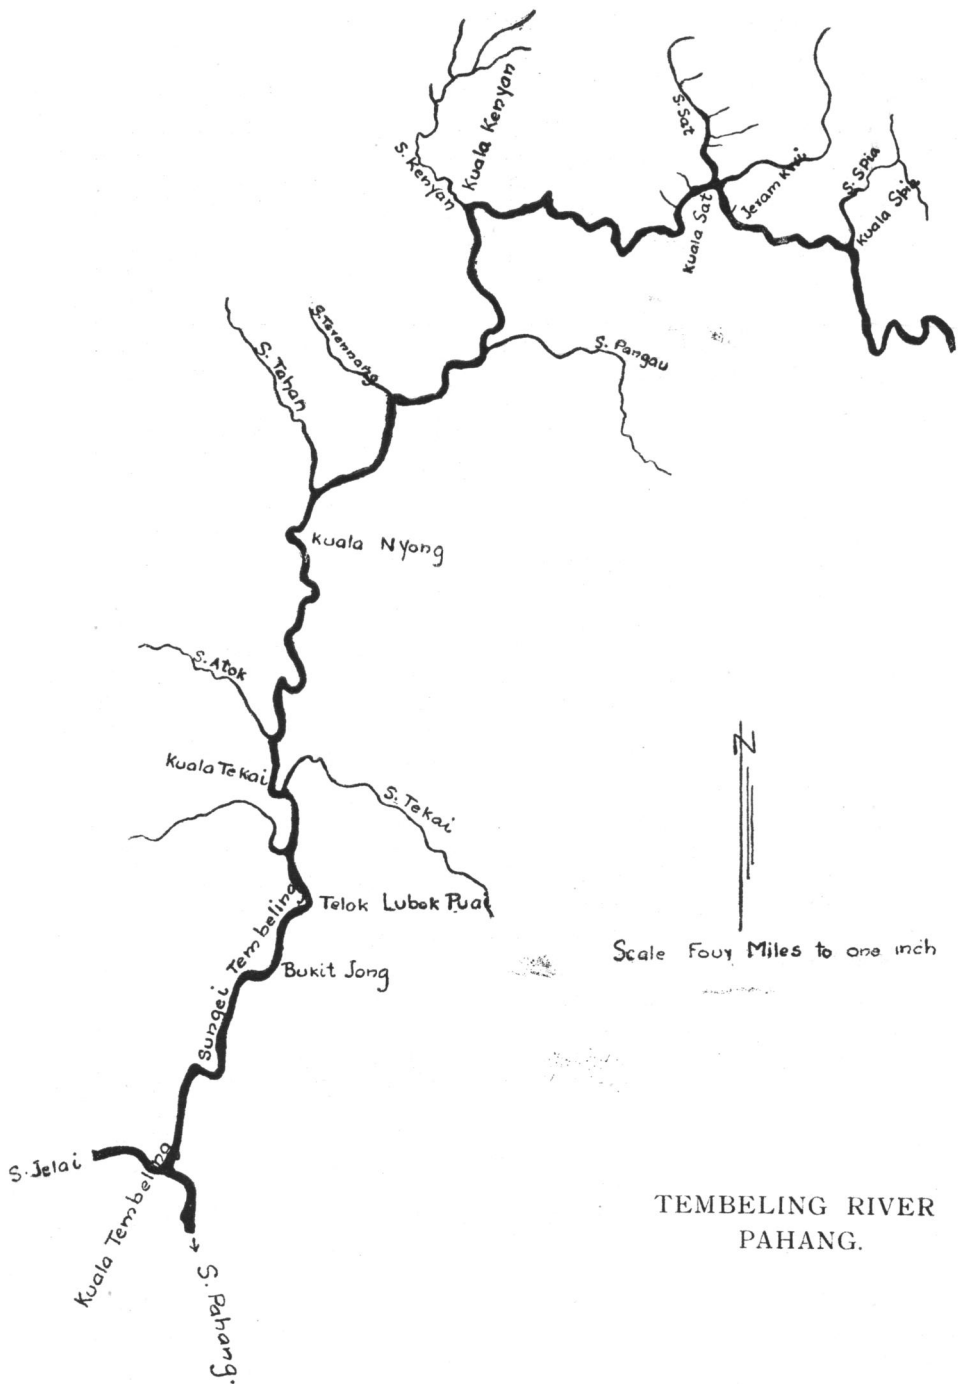 S. Kenyan
Kuala Kenyan
S. Sat
Kuala Sat
Jeram Kwi
S. Spia
Kuala Spia
S. Tahan
S. Terennang
S. Pangau
Kuala Nyong
S. Atok
Kuala Tekai
S. Tekai
Telok Lubok Puai
Sungei Tembeling
Bukit Jong
N
Scale Four Miles to one inch
S. Jelai
Kuala Tembeling
S. Pahang.
TEMBELING RIVER
PAHANG.